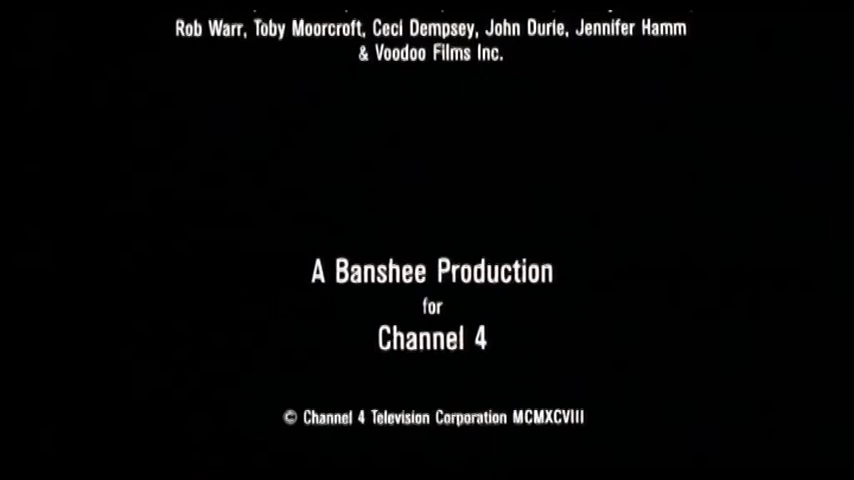 Rob Warr, Toby Moorcroft, Ceci Dempsey, John Durie, Jennifer Hamm
& Voodoo Films Inc.
A Banshee Production
for
Channel 4
© Channel 4 Television Corporation MCMXCVIII